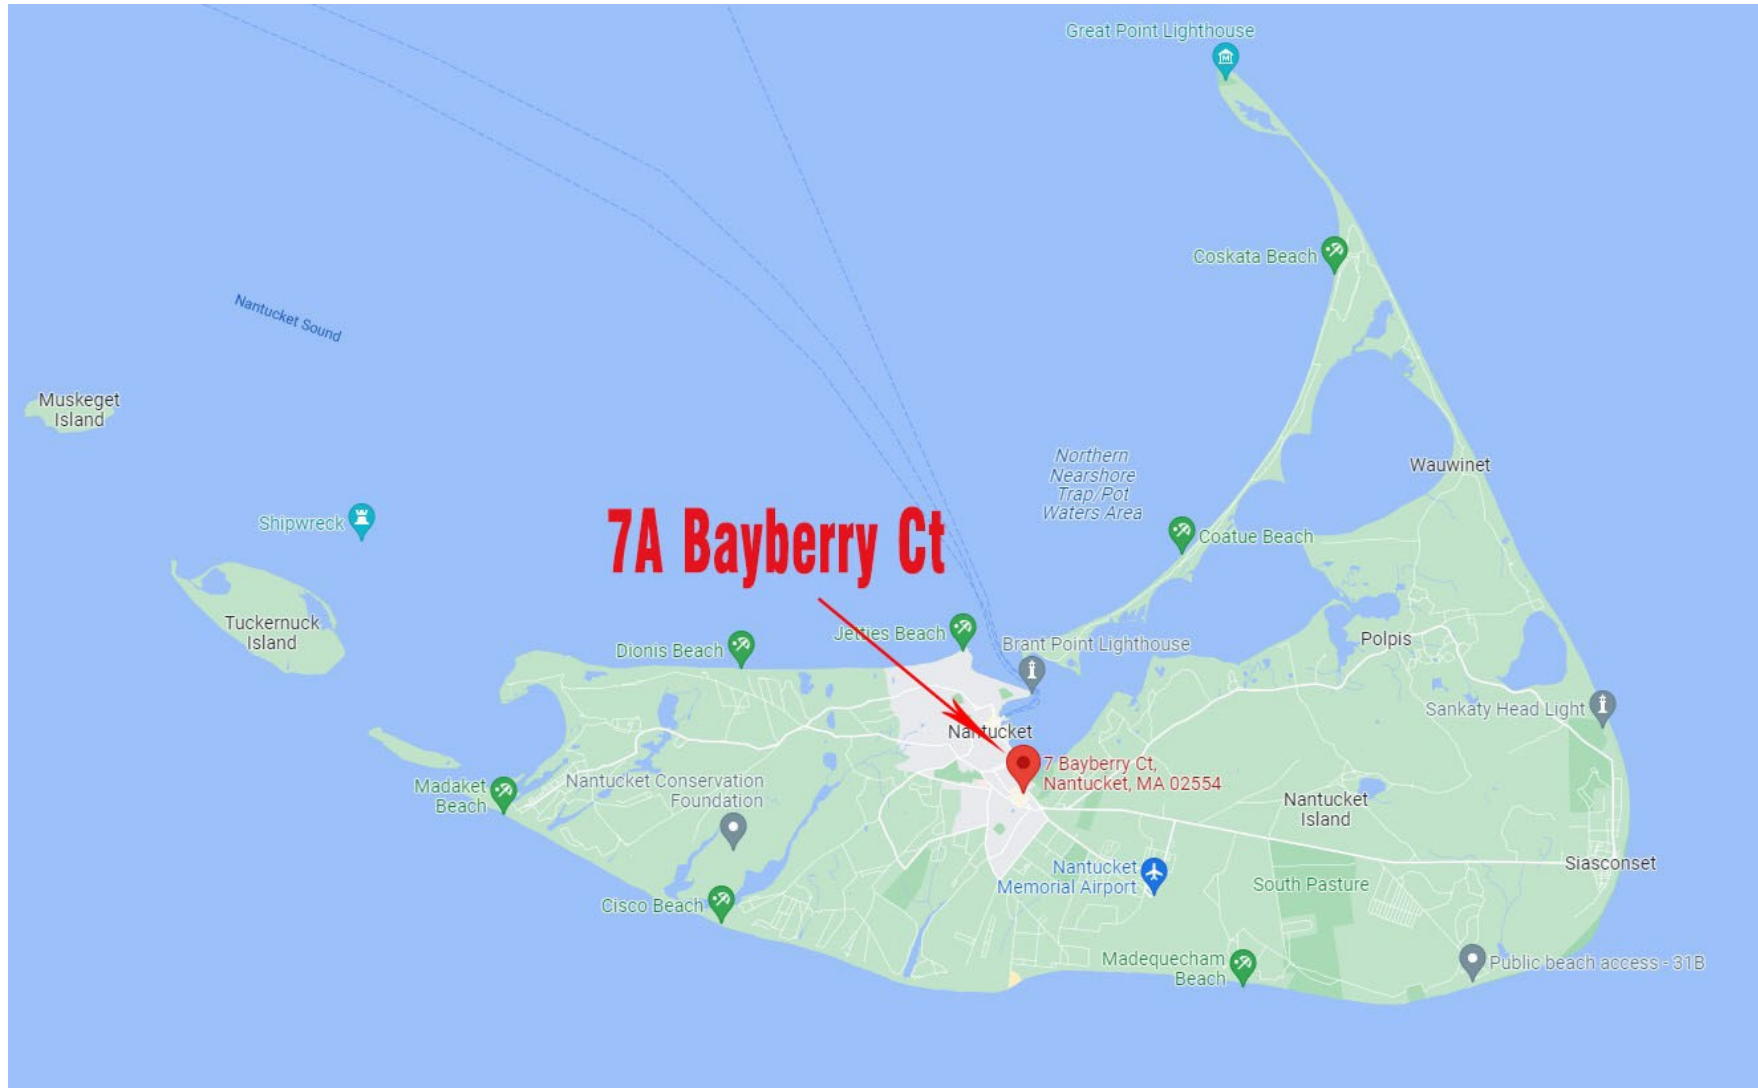 Great Point Lighthouse
Coskata Beach
Nantucket Sound
Muskeget
Island
Northern
Nearshore
Trap/Pot
Waters Area
Wauwinet
Shipwreck
7A Bayberry Ct
Coatue Beach
Tuckernuck
Island
Dionis Beach
Jetties Beach
Brant Point Lighthouse
Polpis
Sankaty Head Light
Nantucket
7 Bayberry Ct,
Nantucket, MA 02554
Madaket
Beach
Nantucket Conservation
Foundation
Nantucket
Island
Siasconset
Nantucket
Memorial Airport
South Pasture
Cisco Beach
Madequecham
Beach
Public beach access - 31B